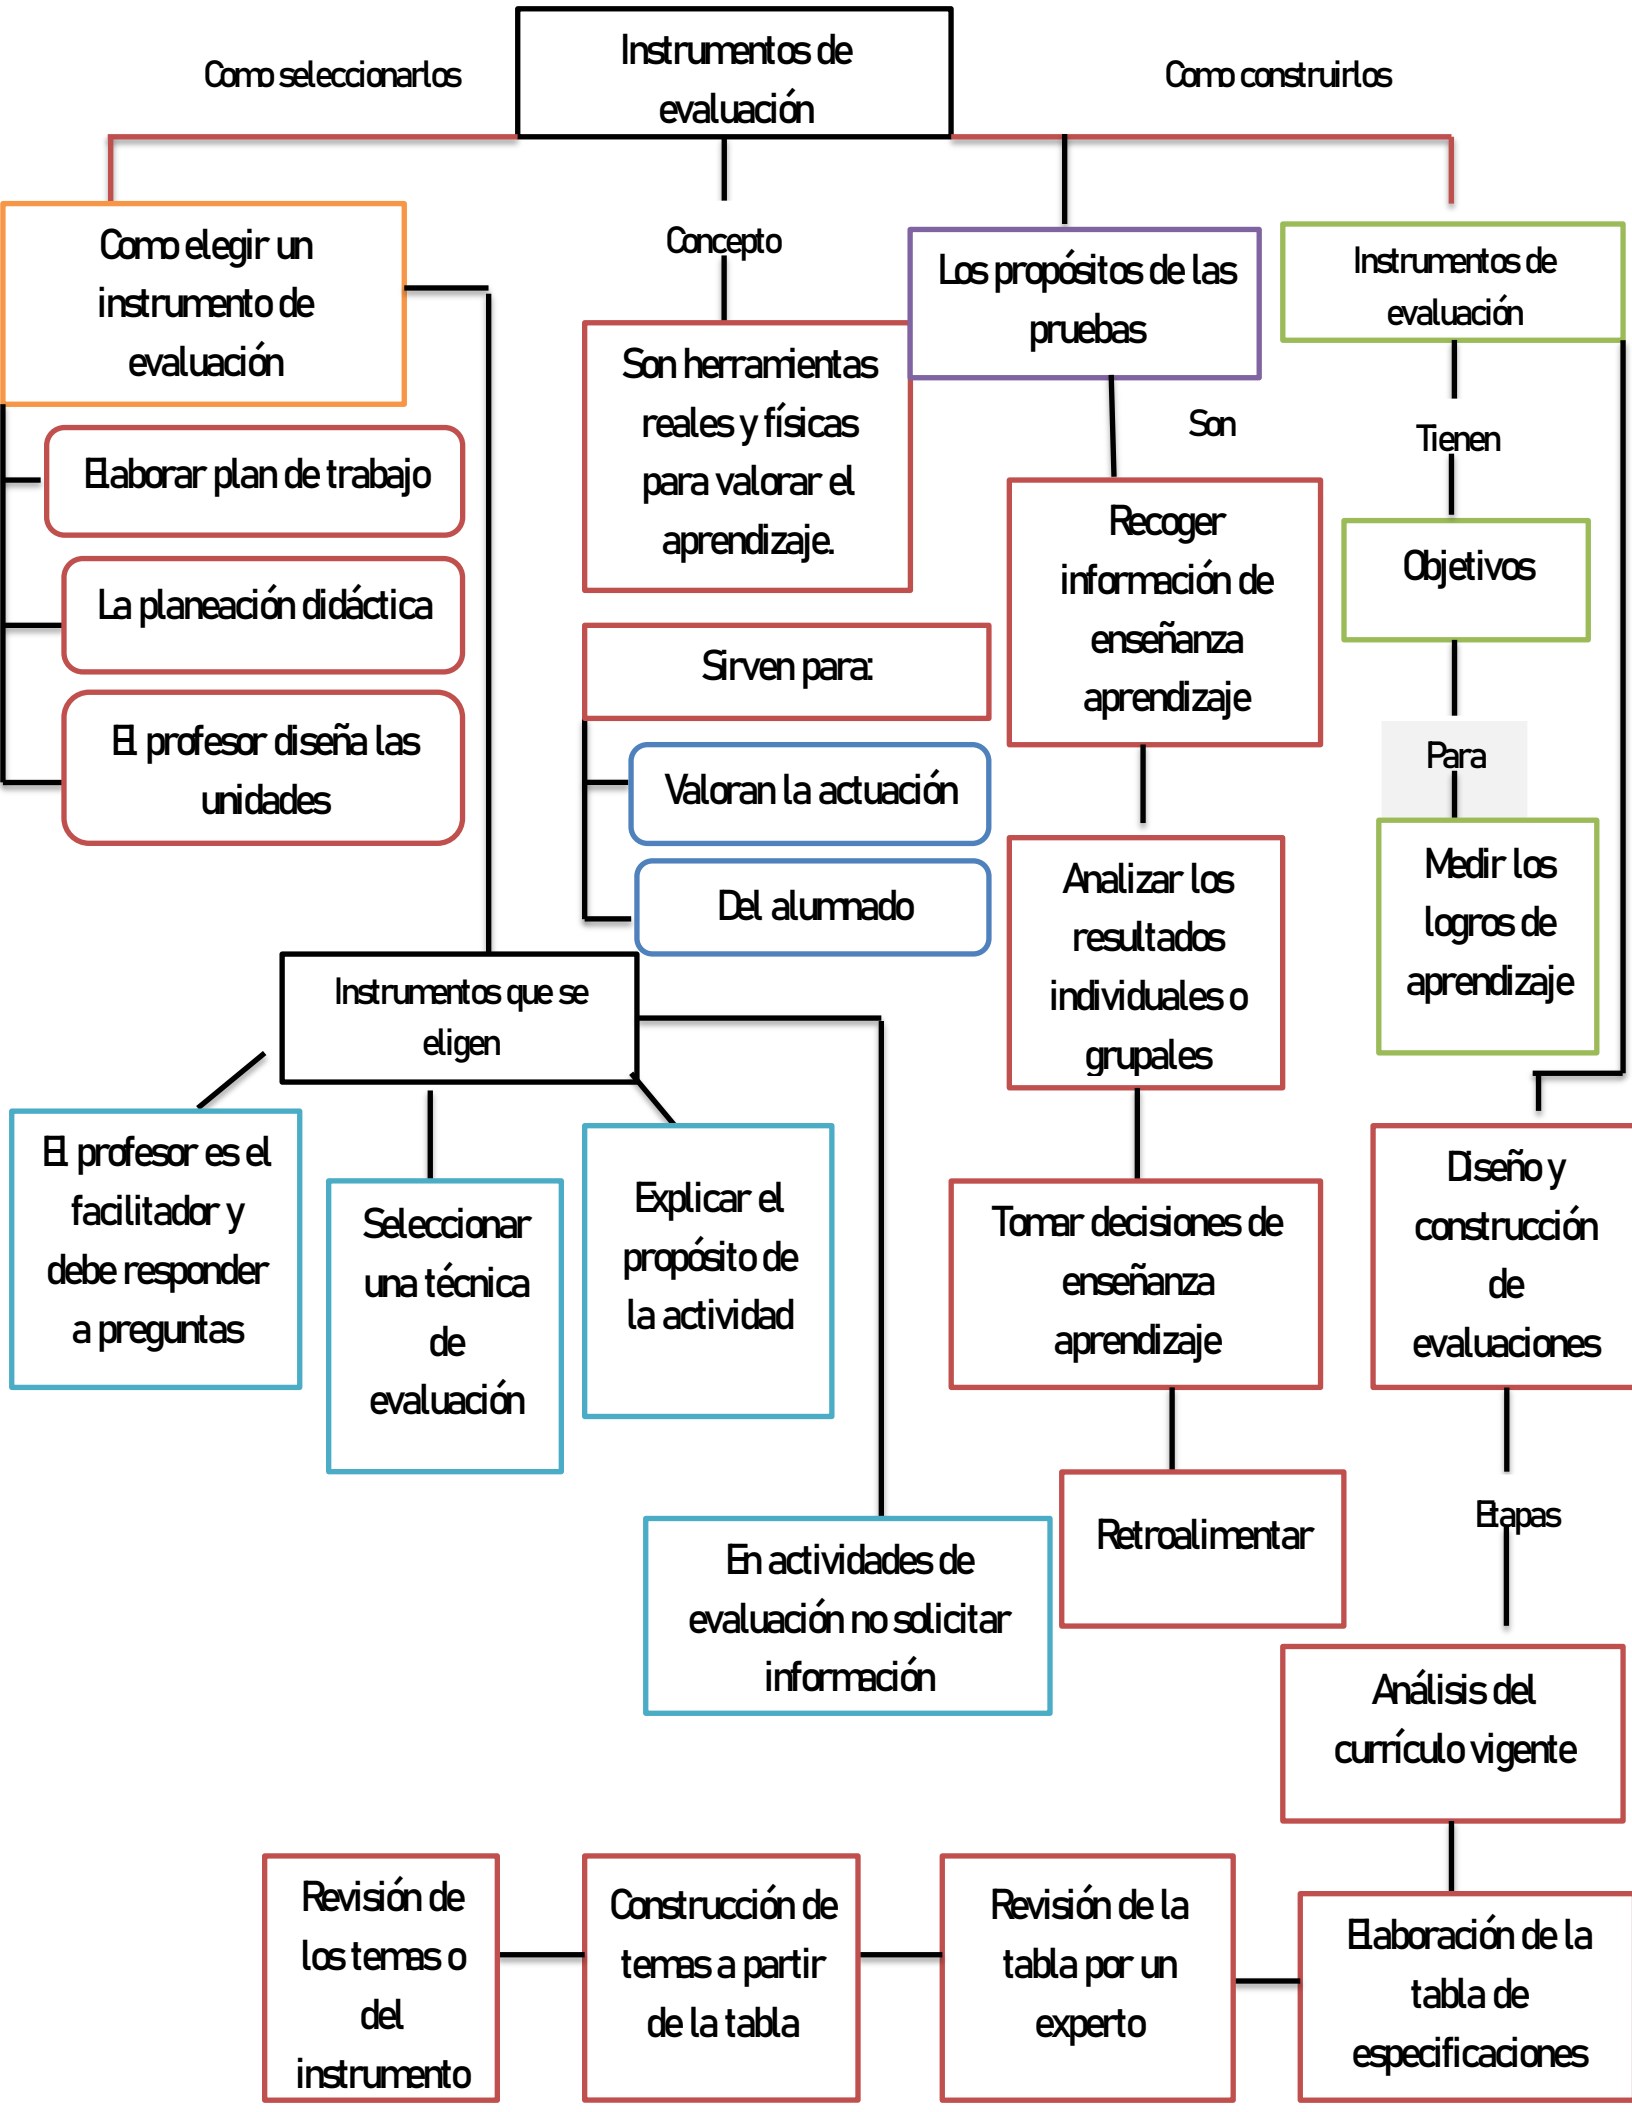 Instrumentos de
evaluación
Como seleccionarlos
Como construirlos
Como elegir un
instrumento de
evaluación
Elaborar plan de trabajo
La planeación didáctica
El profesor diseña las
unidades
Concepto
Son herramientas
reales y físicas
para valorar el
aprendizaje.
Sirven para:
Valoran la actuación
Del alumnado
Los propósitos de las
pruebas
Son
Recoger
información de
enseñanza
aprendizaje
Analizar los
resultados
individuales o
grupales
Tomar decisiones de
enseñanza
aprendizaje
Retroalimentar
Instrumentos de
evaluación
Tienen
Objetivos
Para
Medir los
logros de
aprendizaje
Instrumentos que se
eligen
El profesor es el
facilitador y
debe responder
a preguntas
Seleccionar
una técnica
de
evaluación
Explicar el
propósito de
la actividad
En actividades de
evaluación no solicitar
información
Diseño y
construcción
de
evaluaciones
Etapas
Análisis del
currículo vigente
Elaboración de la
tabla de
especificaciones
Revisión de la
tabla por un
experto
Construcción de
temas a partir
de la tabla
Revisión de
los temas o
del
instrumento